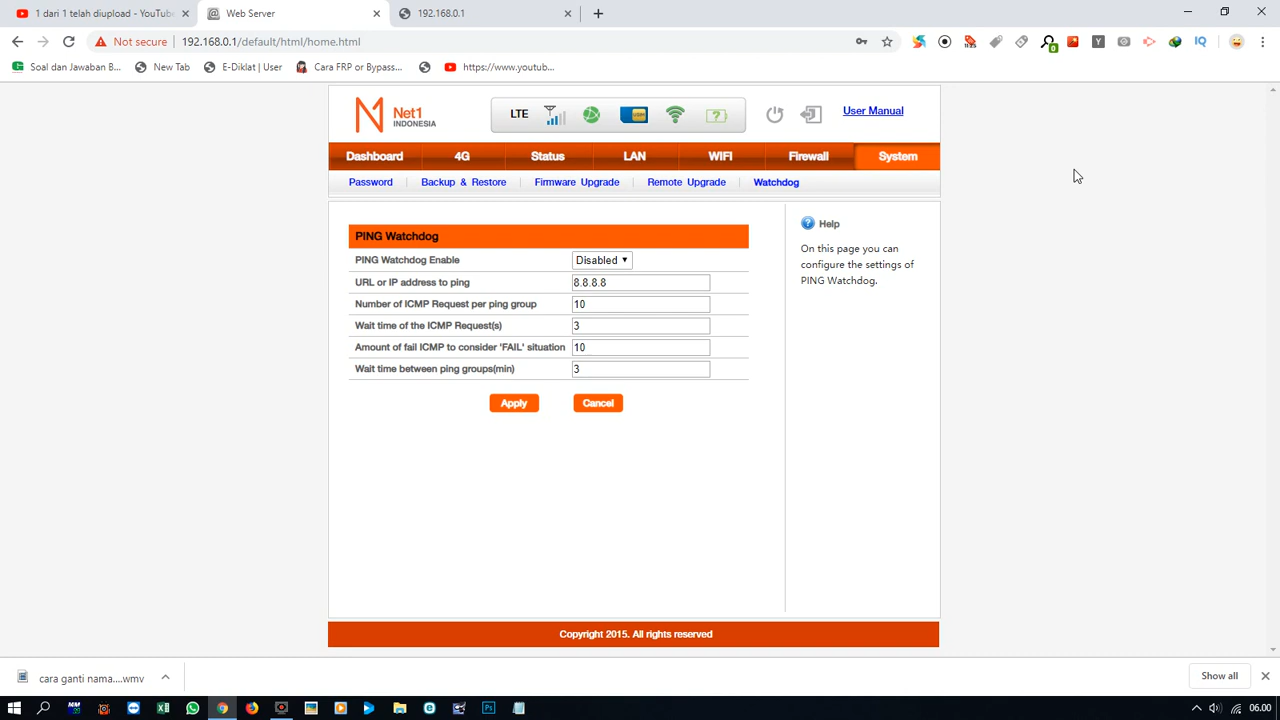 1 dari 1 telah diupload - YouTube
Web Server
192.168.0.1
Not secure
192.168.0.1/default/html/home.html
Soal dan Jawaban B...
New Tab
E-Diklat | User
Cara FRP or Bypass...
https://www.youtub...
Net1
INDONESIA
LTE
User Manual
Dashboard
4G
Status
LAN
WIFI
Firewall
System
Password
Backup & Restore
Firmware Upgrade
Remote Upgrade
Watchdog
PING Watchdog
PING Watchdog Enable
Disabled
URL or IP address to ping
8.8.8.8
Number of ICMP Request per ping group
10
Wait time of the ICMP Request(s)
3
Amount of fail ICMP to consider 'FAIL' situation
10
Wait time between ping groups(min)
3
Apply
Cancel
Help
On this page you can
configure the settings of
PING Watchdog.
Copyright 2015. All rights reserved
cara ganti nama....wmv
Show all
06.00